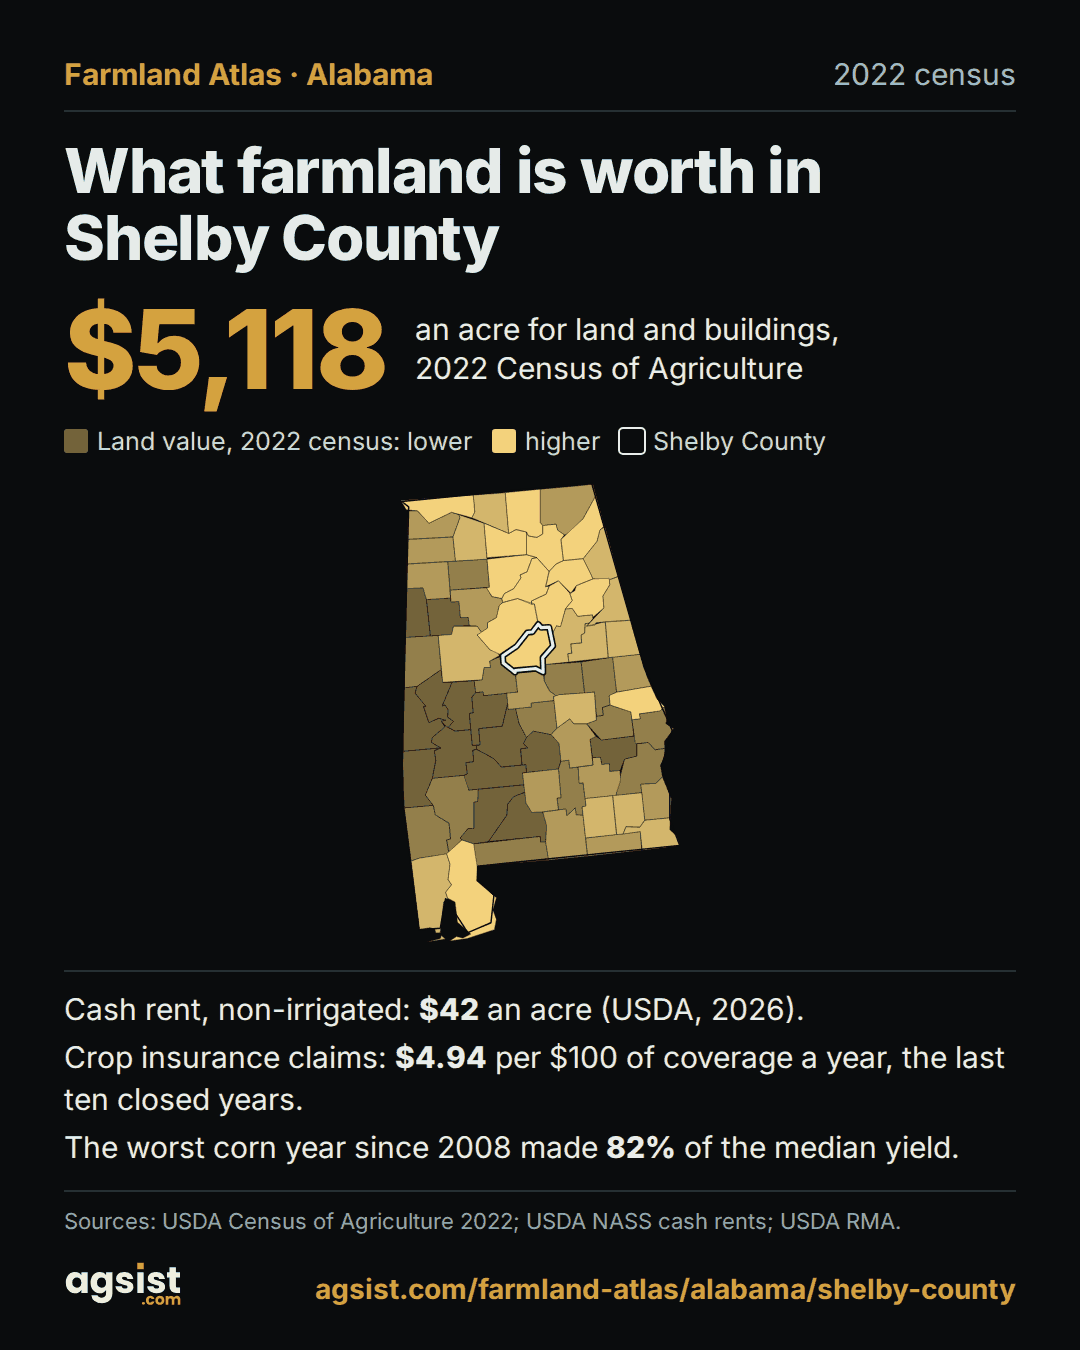 Farmland Atlas · Alabama
2022 census
What farmland is worth in
Shelby County
$5,118
an acre for land and buildings,
2022 Census of Agriculture
Land value, 2022 census: lower
higher
Shelby County
Cash rent, non-irrigated: $42 an acre (USDA, 2026).
Crop insurance claims: $4.94 per $100 of coverage a year, the last
ten closed years.
The worst corn year since 2008 made 82% of the median yield.
Sources: USDA Census of Agriculture 2022; USDA NASS cash rents; USDA RMA.
agsist
.com
agsist.com/farmland-atlas/alabama/shelby-county